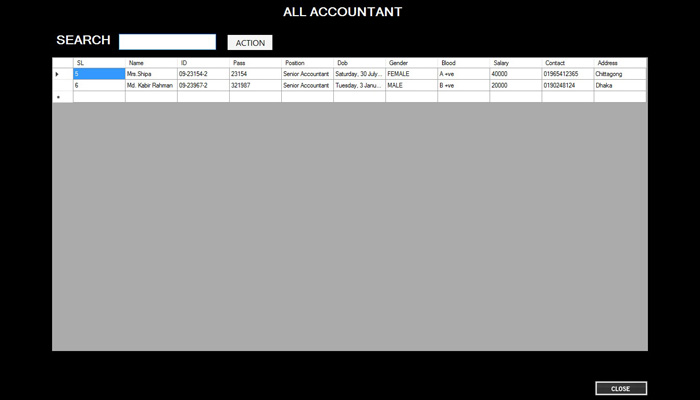 ALL ACCOUNTANT
SEARCH ACTION
SL Name ID Pass Position Dob Gender Blood Salary Contact Address
5 Mrs.Shipa 09-23154-2 23154 Senior Accountant Saturday, 30 July... FEMALE A +ve 40000 01965412365 Chittagong
6 Md. Kabir Rahman 09-23967-2 321987 Senior Accountant Tuesday, 3 Janu... MALE B +ve 20000 0190248124 Dhaka
CLOSE